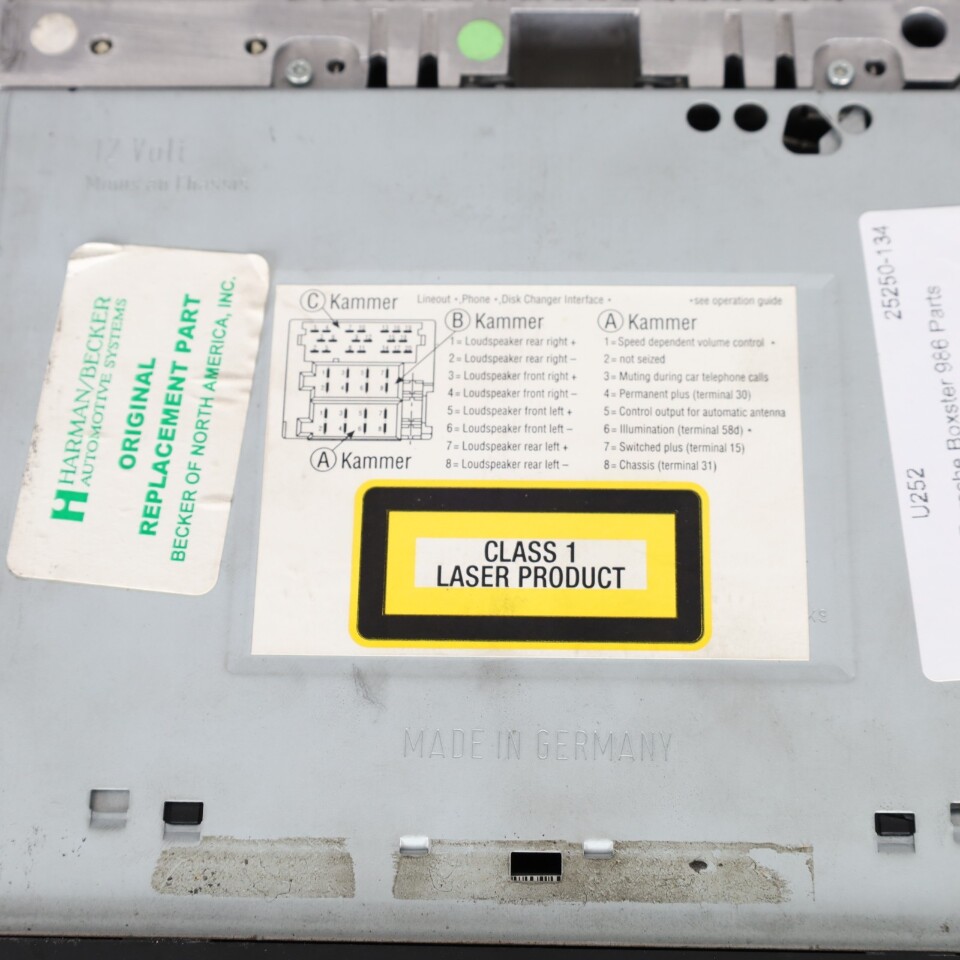 12 Volt
HARMAN/BECKER
AUTOMOTIVE SYSTEMS
ORIGINAL
REPLACEMENT PART
BECKER OF NORTH AMERICA, INC.
C Kammer
Lineout •, Phone •, Disk Changer Interface •
•see operation guide
B Kammer
1= Loudspeaker rear right +
2= Loudspeaker rear right –
3= Loudspeaker front right +
4= Loudspeaker front right –
5= Loudspeaker front left +
6= Loudspeaker front left –
7= Loudspeaker rear left +
8= Loudspeaker rear left –
A Kammer
1= Speed dependent volume control •
2= not seized
3= Muting during car telephone calls
4= Permanent plus (terminal 30)
5= Control output for automatic antenna
6= Illumination (terminal 58d) •
7= Switched plus (terminal 15)
8= Chassis (terminal 31)
A Kammer
CLASS 1
LASER PRODUCT
25250-134
U252
Boxster 986 Parts
MADE IN GERMANY